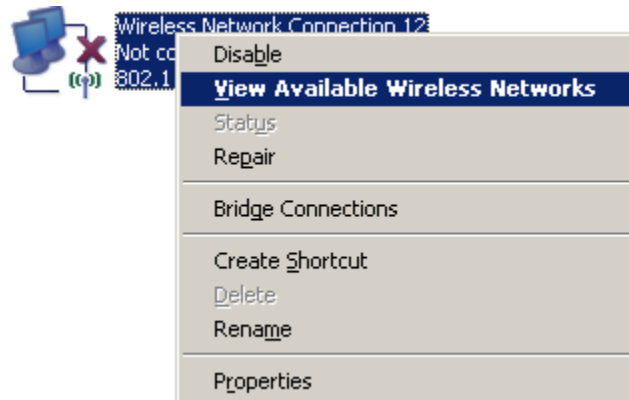 Wireless Network Connection 12
Not co
802.1
Disable
View Available Wireless Networks
Status
Repair
Bridge Connections
Create Shortcut
Delete
Rename
Properties